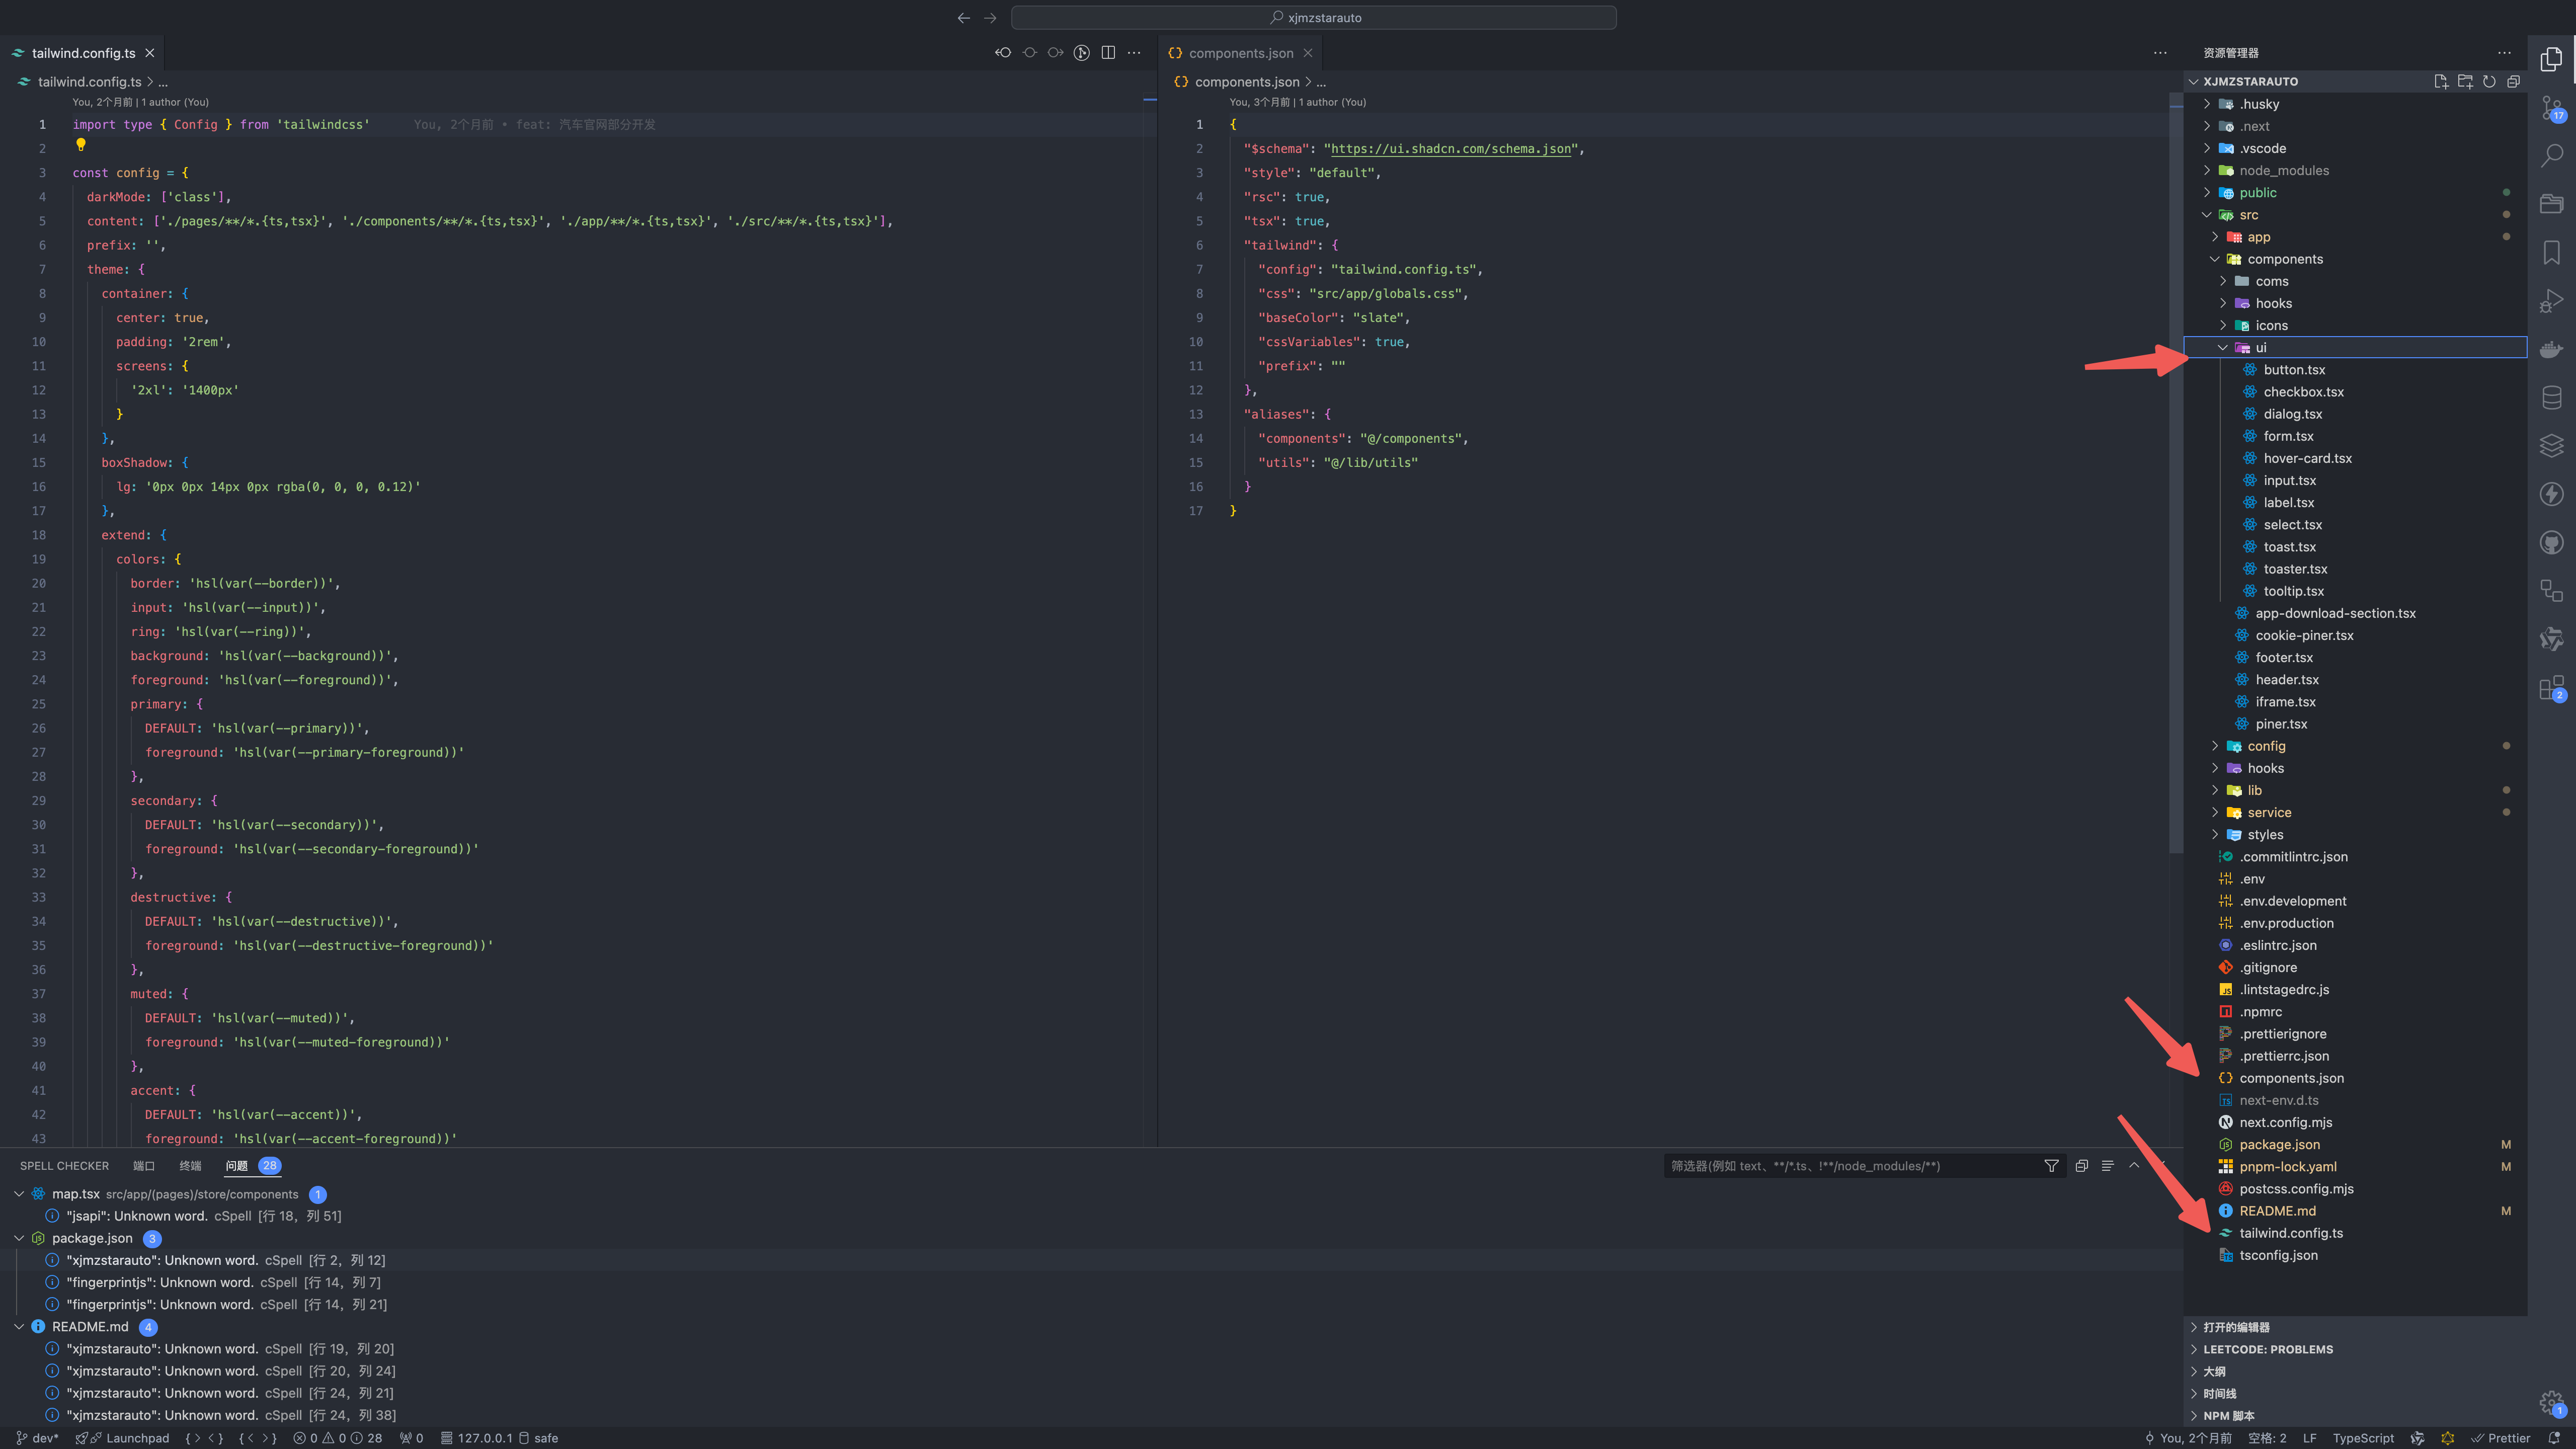 xjmzstarauto
tailwind.config.ts
tailwind.config.ts > ...
You, 2个月前 | 1 author (You)
1 import type { Config } from 'tailwindcss' You, 2个月前 • feat: 汽车官网部分开发
2
3 const config = {
4 darkMode: ['class'],
5 content: ['./pages/**/*.{ts,tsx}', './components/**/*.{ts,tsx}', './app/**/*.{ts,tsx}', './src/**/*.{ts,tsx}'],
6 prefix: '',
7 theme: {
8 container: {
9 center: true,
10 padding: '2rem',
11 screens: {
12 '2xl': '1400px'
13 }
14 },
15 boxShadow: {
16 lg: '0px 0px 14px 0px rgba(0, 0, 0, 0.12)'
17 },
18 extend: {
19 colors: {
20 border: 'hsl(var(--border))',
21 input: 'hsl(var(--input))',
22 ring: 'hsl(var(--ring))',
23 background: 'hsl(var(--background))',
24 foreground: 'hsl(var(--foreground))',
25 primary: {
26 DEFAULT: 'hsl(var(--primary))',
27 foreground: 'hsl(var(--primary-foreground))'
28 },
29 secondary: {
30 DEFAULT: 'hsl(var(--secondary))',
31 foreground: 'hsl(var(--secondary-foreground))'
32 },
33 destructive: {
34 DEFAULT: 'hsl(var(--destructive))',
35 foreground: 'hsl(var(--destructive-foreground))'
36 },
37 muted: {
38 DEFAULT: 'hsl(var(--muted))',
39 foreground: 'hsl(var(--muted-foreground))'
40 },
41 accent: {
42 DEFAULT: 'hsl(var(--accent))',
43 foreground: 'hsl(var(--accent-foreground))'
components.json
components.json > ...
You, 3个月前 | 1 author (You)
1 {
2 "$schema": "https://ui.shadcn.com/schema.json",
3 "style": "default",
4 "rsc": true,
5 "tsx": true,
6 "tailwind": {
7 "config": "tailwind.config.ts",
8 "css": "src/app/globals.css",
9 "baseColor": "slate",
10 "cssVariables": true,
11 "prefix": ""
12 },
13 "aliases": {
14 "components": "@/components",
15 "utils": "@/lib/utils"
16 }
17 }
资源管理器
XJMZSTARAUTO
.husky
.next
.vscode
node_modules
public
src
app
components
coms
hooks
icons
ui
button.tsx
checkbox.tsx
dialog.tsx
form.tsx
hover-card.tsx
input.tsx
label.tsx
select.tsx
toast.tsx
toaster.tsx
tooltip.tsx
app-download-section.tsx
cookie-piner.tsx
footer.tsx
header.tsx
iframe.tsx
piner.tsx
config
hooks
lib
service
styles
.commitlintrc.json
.env
.env.development
.env.production
.eslintrc.json
.gitignore
.lintstagedrc.js
.npmrc
.prettierignore
.prettierrc.json
components.json
next-env.d.ts
next.config.mjs
package.json M
pnpm-lock.yaml M
postcss.config.mjs
README.md M
tailwind.config.ts
tsconfig.json
打开的编辑器
LEETCODE: PROBLEMS
大纲
时间线
NPM 脚本
17
2
1
SPELL CHECKER 端口 终端 问题 28
筛选器(例如 text、**/*.ts、!**/node_modules/**)
map.tsx src/app/(pages)/store/components 1
"jsapi": Unknown word. cSpell [行 18，列 51]
package.json 3
"xjmzstarauto": Unknown word. cSpell [行 2，列 12]
"fingerprintjs": Unknown word. cSpell [行 14，列 7]
"fingerprintjs": Unknown word. cSpell [行 14，列 21]
README.md 4
"xjmzstarauto": Unknown word. cSpell [行 19，列 20]
"xjmzstarauto": Unknown word. cSpell [行 20，列 24]
"xjmzstarauto": Unknown word. cSpell [行 24，列 21]
"xjmzstarauto": Unknown word. cSpell [行 24，列 38]
dev* Launchpad {> <} {< >} 0 0 28 0 127.0.0.1 safe
You, 2个月前 空格: 2 LF TypeScript Prettier